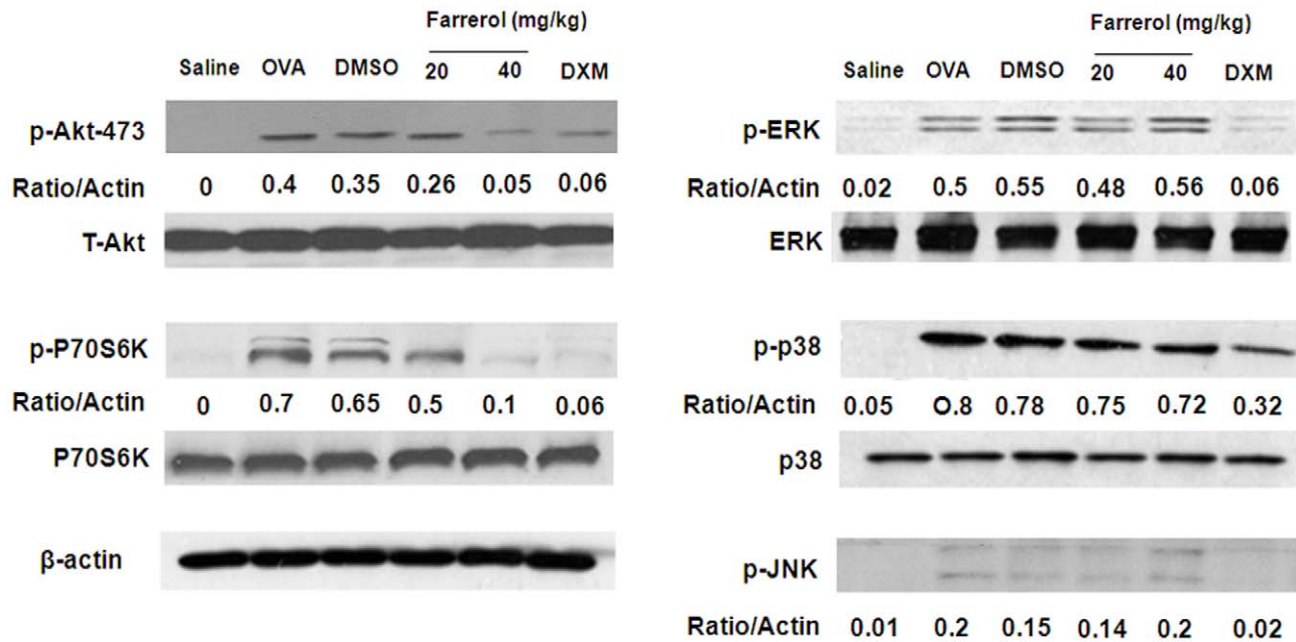 Farrerol (mg/kg)
Saline OVA DMSO 20 40 DXM
p-Akt-473
Ratio/Actin 0 0.4 0.35 0.26 0.05 0.06
T-Akt
p-P70S6K
Ratio/Actin 0 0.7 0.65 0.5 0.1 0.06
P70S6K
β-actin
Farrerol (mg/kg)
Saline OVA DMSO 20 40 DXM
p-ERK
Ratio/Actin 0.02 0.5 0.55 0.48 0.56 0.06
ERK
p-p38
Ratio/Actin 0.05 O.8 0.78 0.75 0.72 0.32
p38
p-JNK
Ratio/Actin 0.01 0.2 0.15 0.14 0.2 0.02